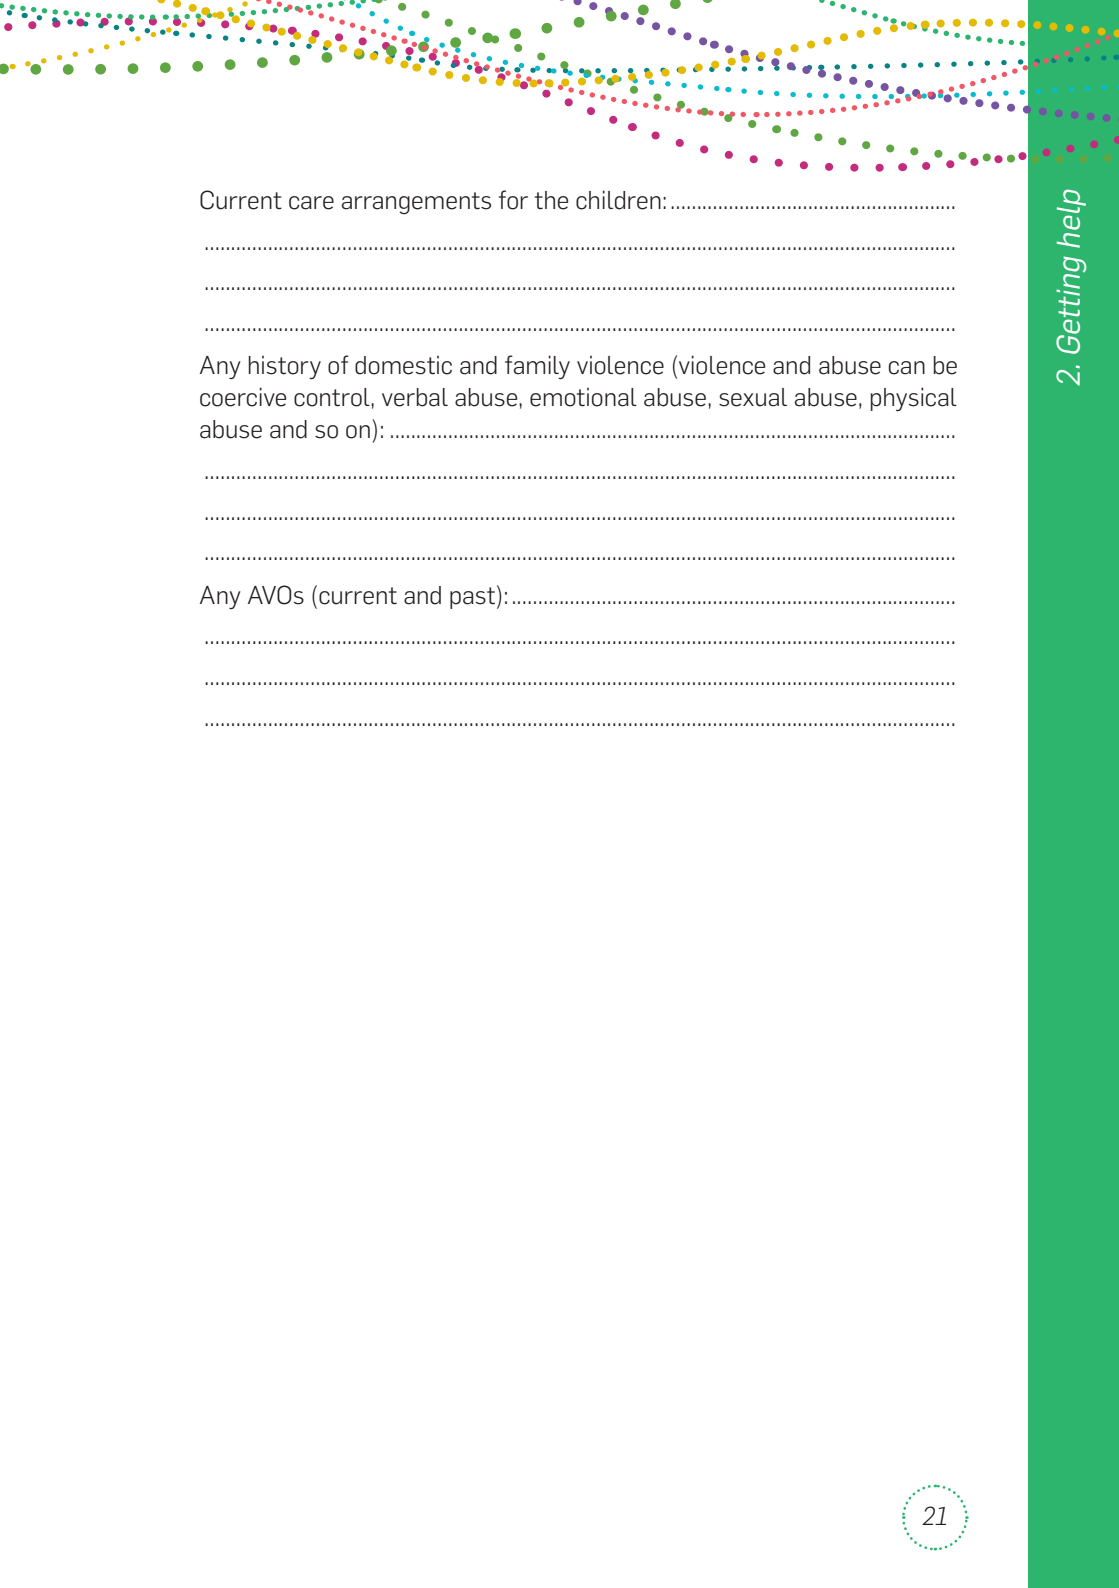 Current care arrangements for the children:
Any history of domestic and family violence (violence and abuse can be
coercive control, verbal abuse, emotional abuse, sexual abuse, physical
abuse and so on):
Any AVOs (current and past):
2. Getting help
21